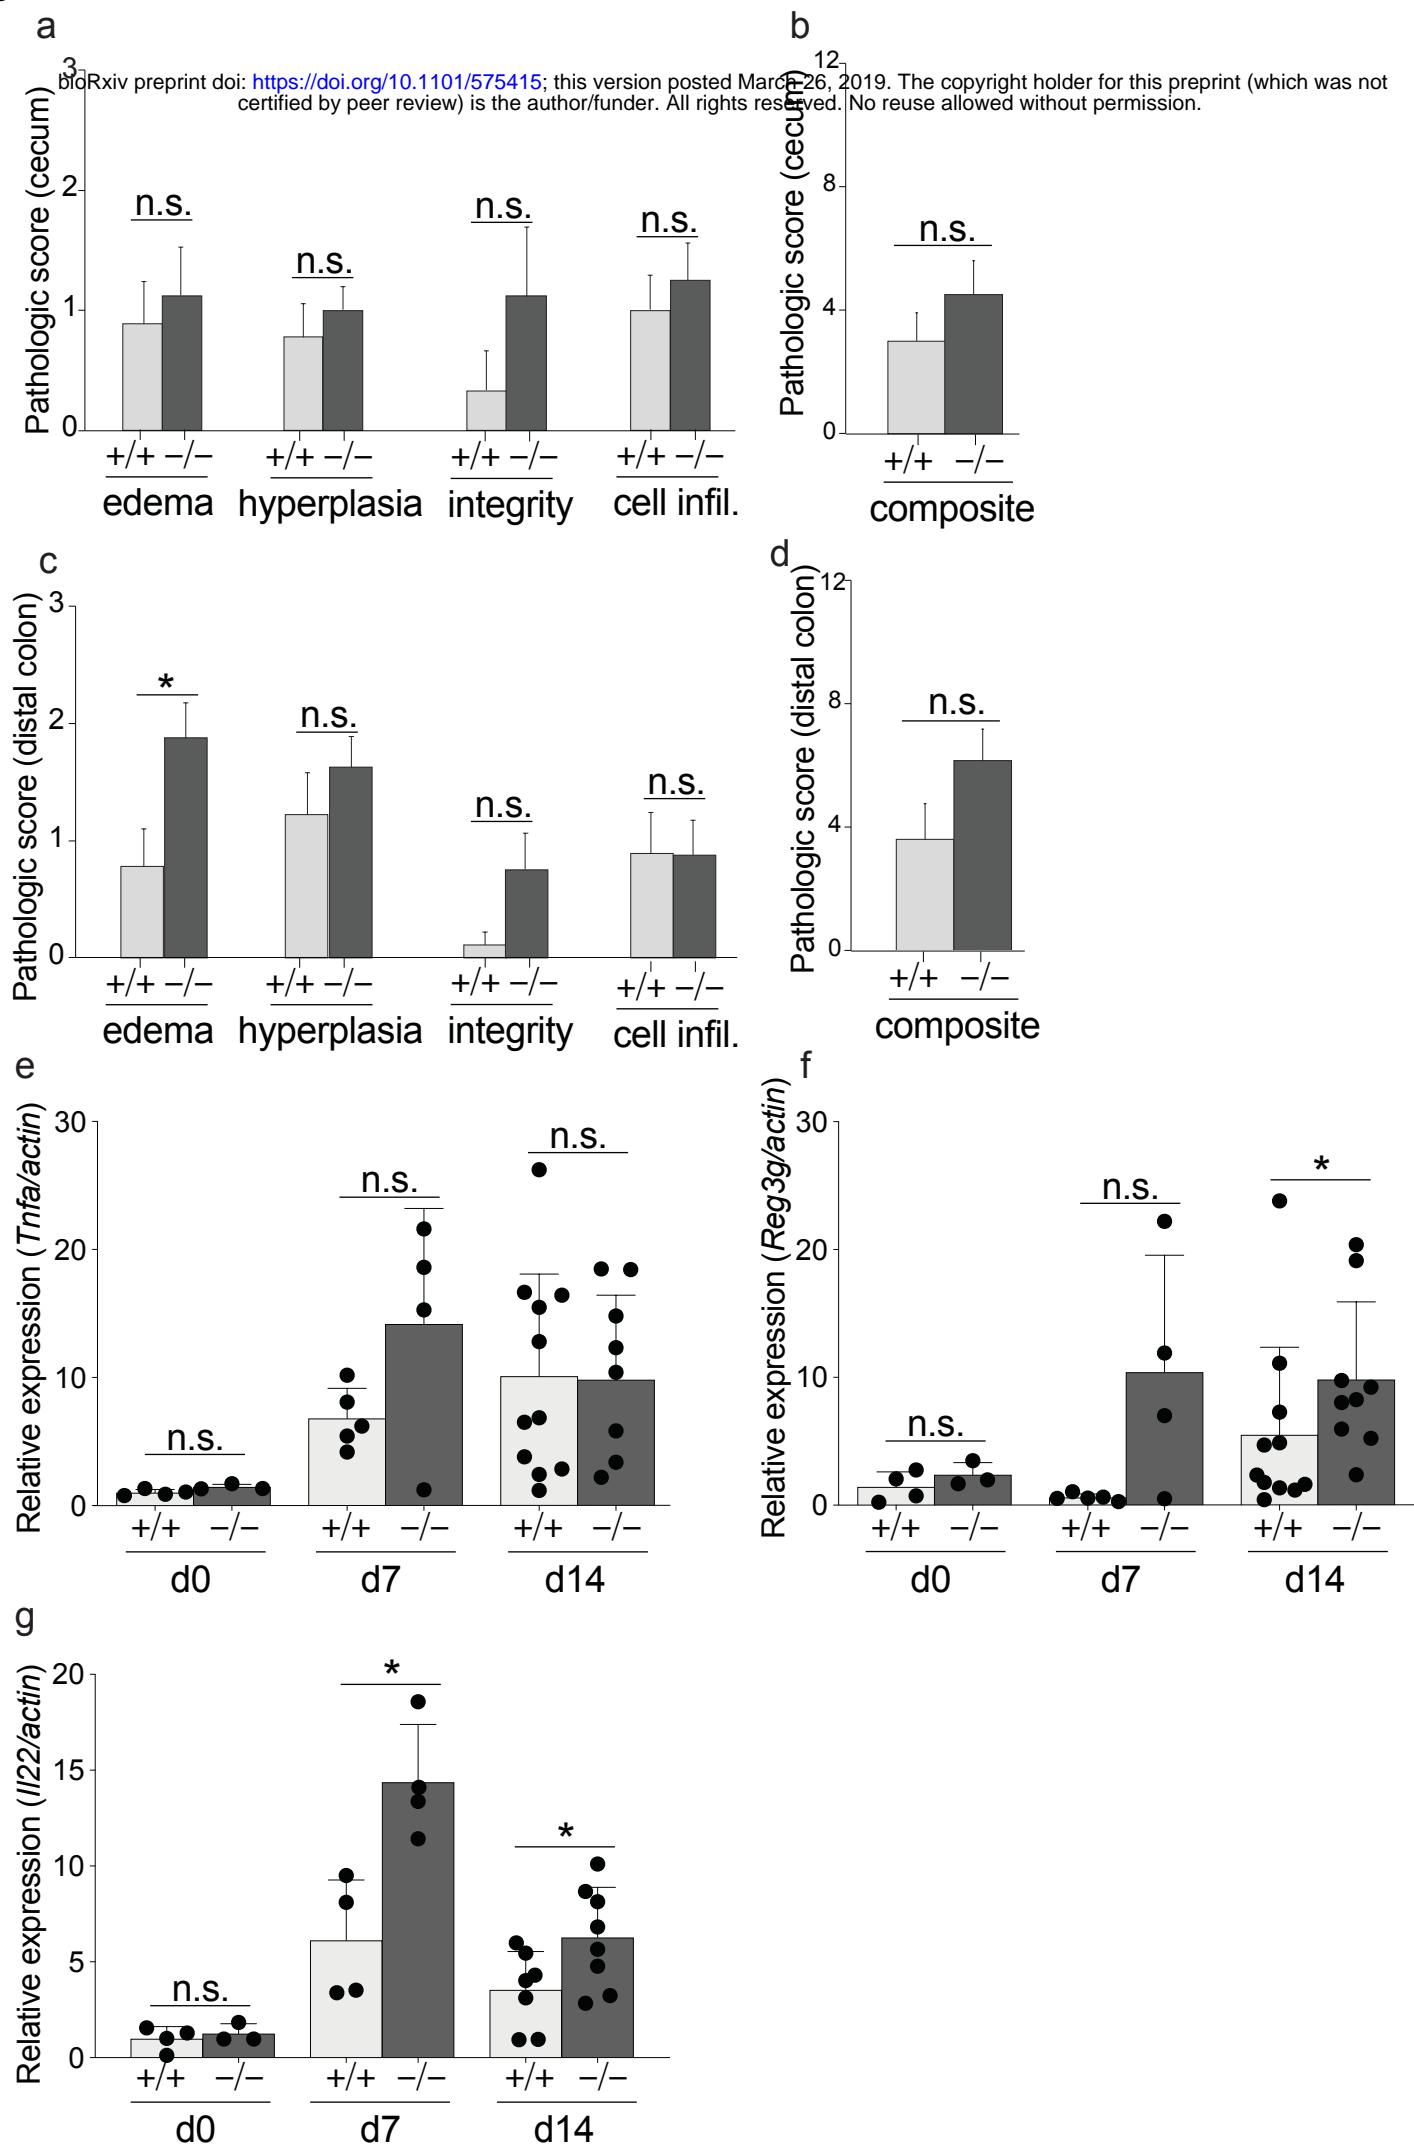 a
b
bioRxiv preprint doi: https://doi.org/10.1101/575415; this version posted March 26, 2019. The copyright holder for this preprint (which was not
certified by peer review) is the author/funder. All rights reserved. No reuse allowed without permission.
Pathologic score (cecum)
3
2
1
0
n.s.
n.s.
n.s.
n.s.
+/+ −/− +/+ −/− +/+ −/− +/+ −/−
edema hyperplasia integrity cell infil.
Pathologic score (cecum)
12
8
4
0
n.s.
+/+ −/−
composite
c
d
Pathologic score (distal colon)
3
2
1
0
*
n.s.
n.s.
n.s.
+/+ −/− +/+ −/− +/+ −/− +/+ −/−
edema hyperplasia integrity cell infil.
Pathologic score (distal colon)
12
8
4
0
n.s.
+/+ −/−
composite
e
f
Relative expression (Tnfa/actin)
30
20
10
0
n.s.
n.s.
n.s.
+/+ −/− +/+ −/− +/+ −/−
d0 d7 d14
Relative expression (Reg3g/actin)
30
20
10
0
n.s.
n.s.
*
+/+ −/− +/+ −/− +/+ −/−
d0 d7 d14
g
Relative expression (Il22/actin)
20
15
10
5
0
n.s.
*
*
+/+ −/− +/+ −/− +/+ −/−
d0 d7 d14